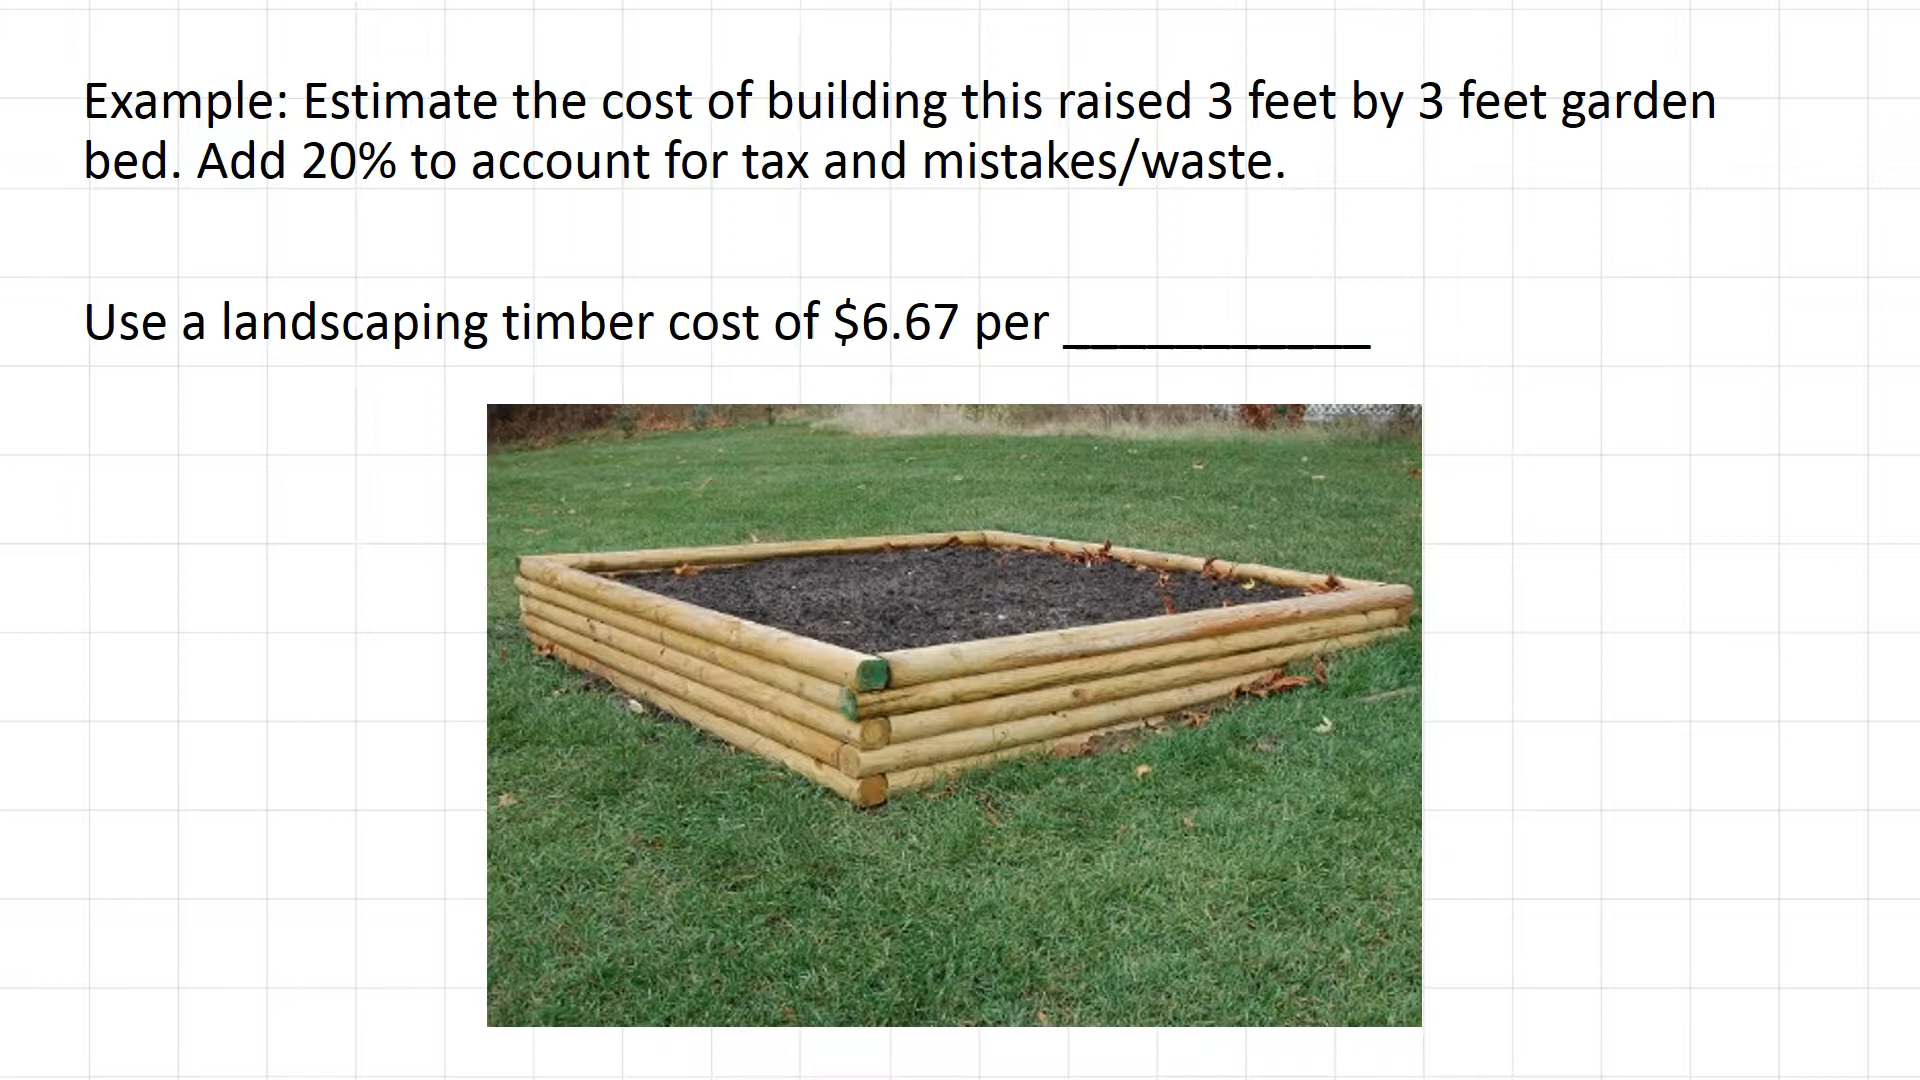 Example: Estimate the cost of building this raised 3 feet by 3 feet garden
bed. Add 20% to account for tax and mistakes/waste.
Use a landscaping timber cost of $6.67 per ___________